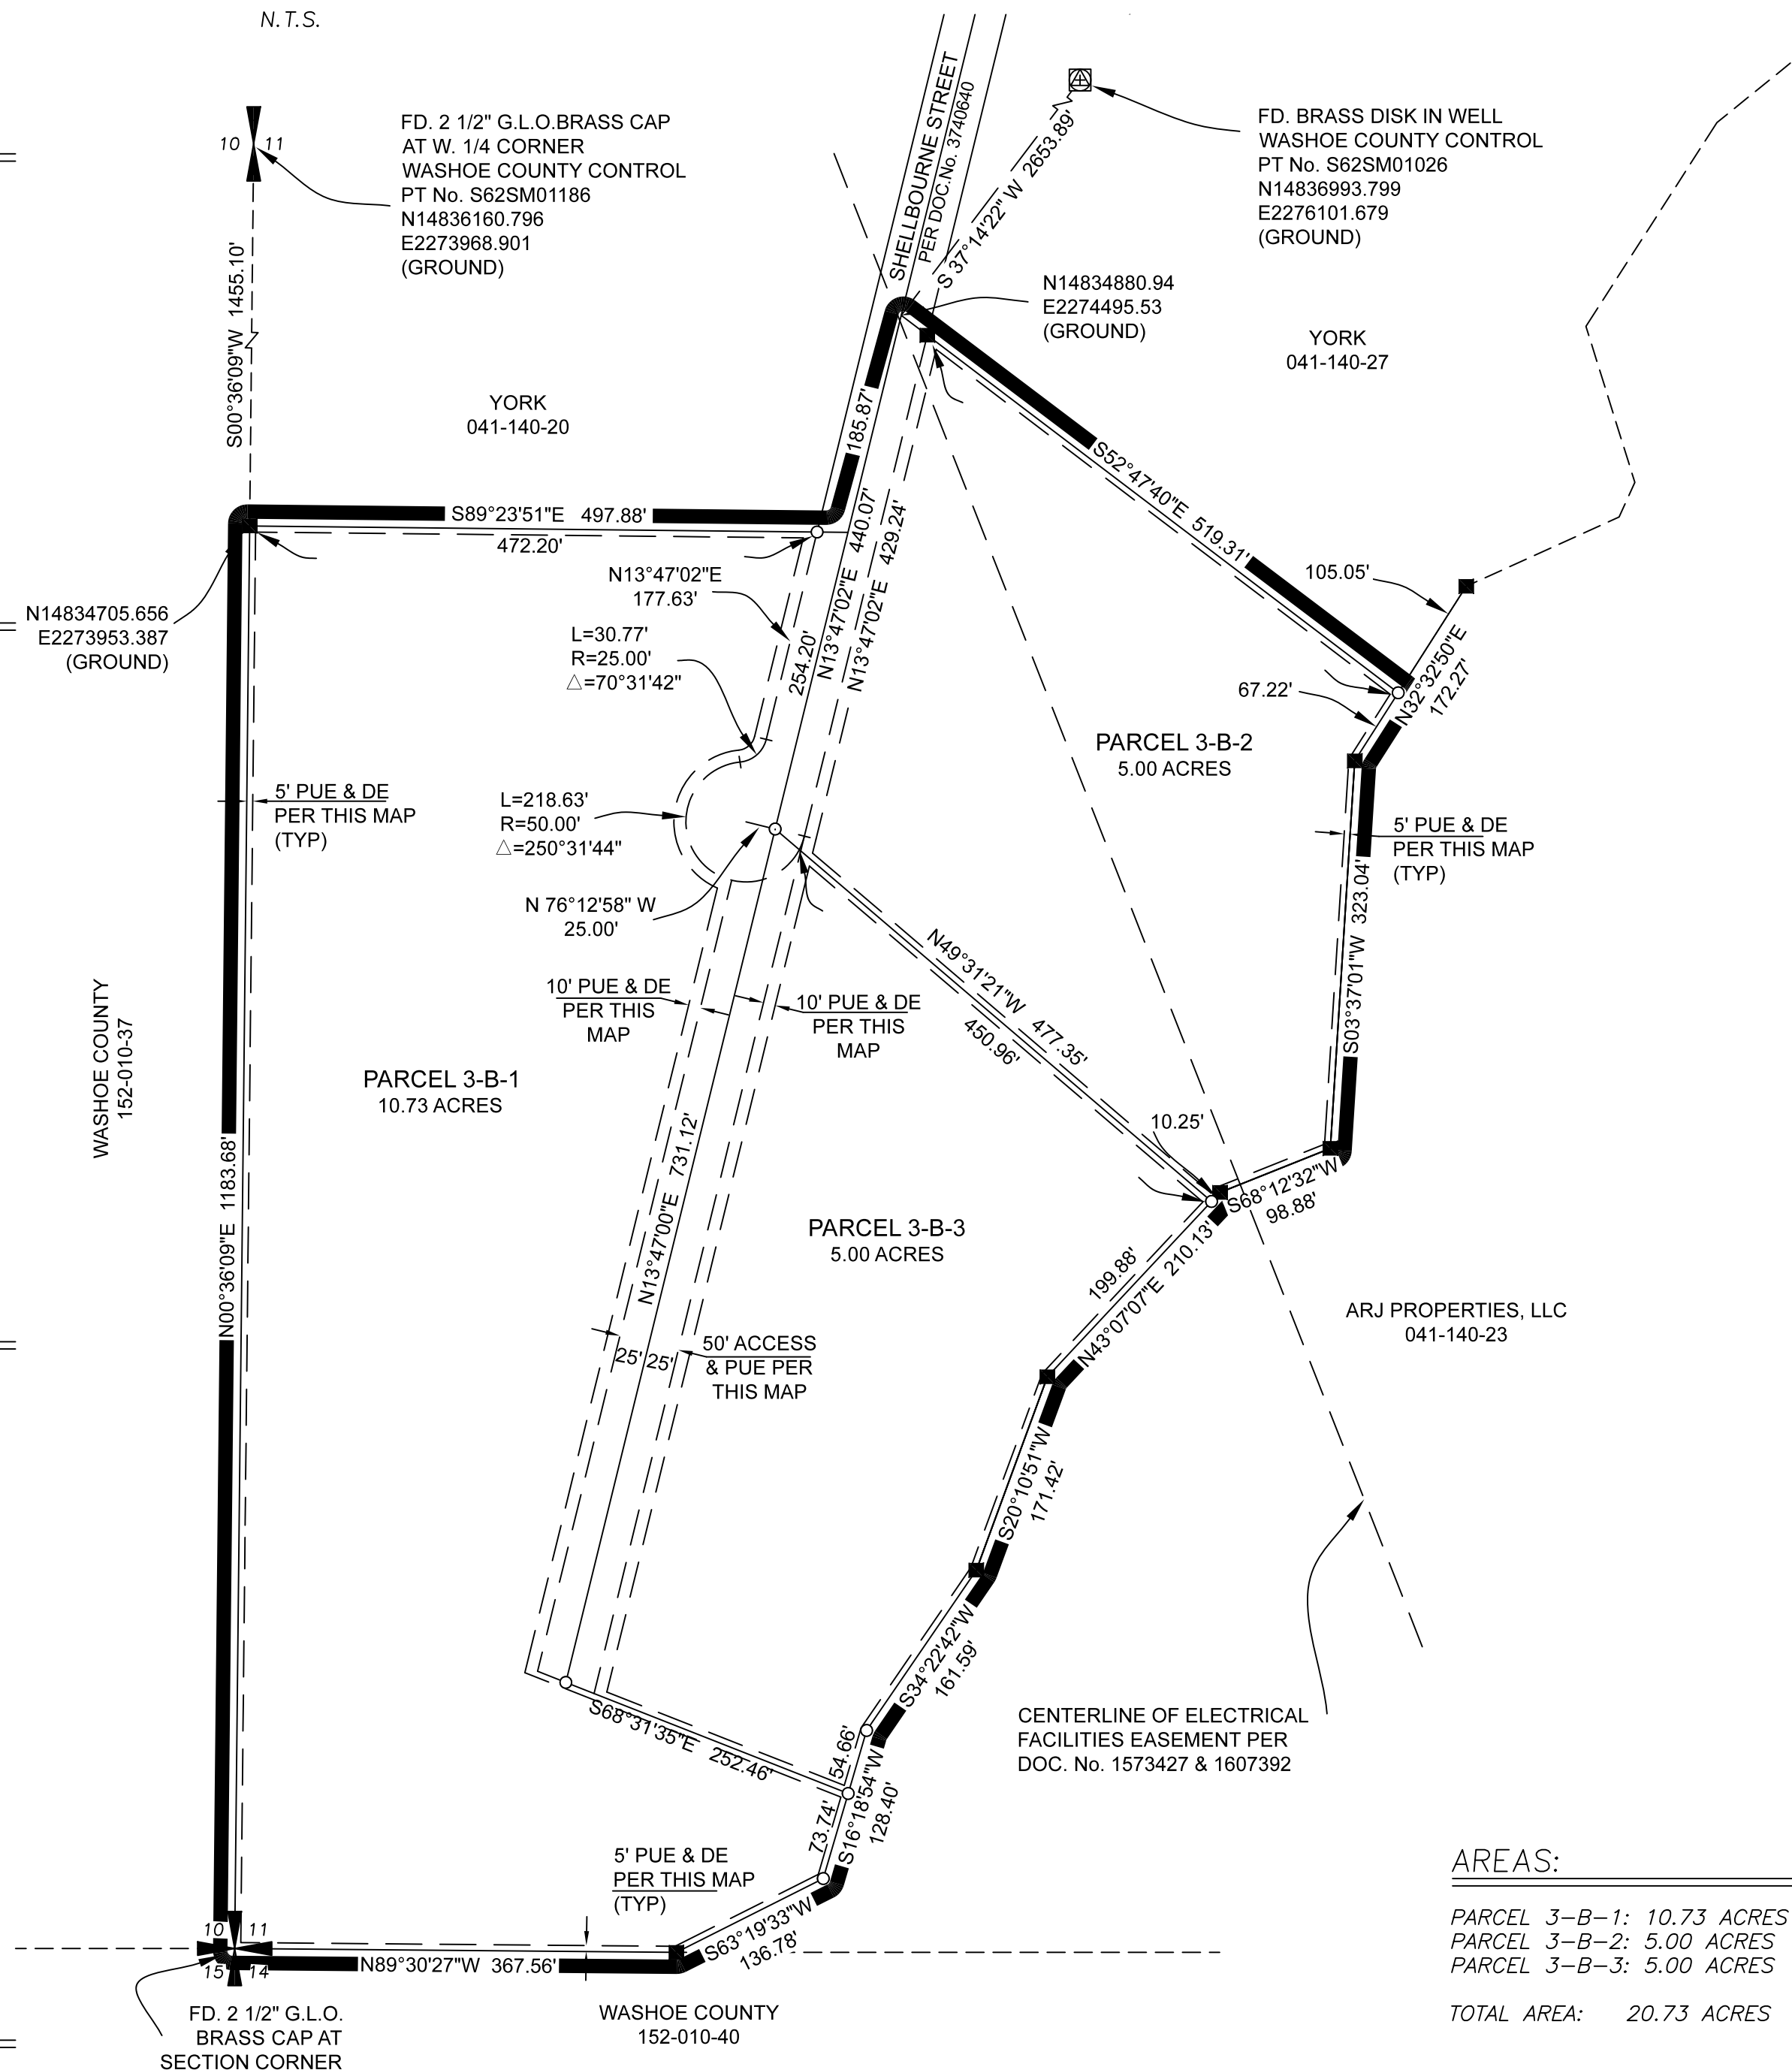 N.T.S.
10 11
FD. 2 1/2" G.L.O.BRASS CAP
AT W. 1/4 CORNER
WASHOE COUNTY CONTROL
PT No. S62SM01186
N14836160.796
E2273968.901
(GROUND)
SHELLBOURNE STREET
PER DOC.No. 3740640
S 37°14'22" W 2653.89'
FD. BRASS DISK IN WELL
WASHOE COUNTY CONTROL
PT No. S62SM01026
N14836993.799
E2276101.679
(GROUND)
S00°36'09"W 1455.10'
N14834880.94
E2274495.53
(GROUND)
YORK
041-140-27
YORK
041-140-20
185.87'
S52°47'40"E 519.31'
S89°23'51"E 497.88'
472.20'
N14834705.656
E2273953.387
(GROUND)
N13°47'02"E
177.63'
L=30.77'
R=25.00'
△=70°31'42"
254.20'
N13°47'02"E 440.07'
N13°47'02"E 429.24'
105.05'
67.22'
N32°32'50"E
172.27'
PARCEL 3-B-2
5.00 ACRES
5' PUE & DE
PER THIS MAP
(TYP)
L=218.63'
R=50.00'
△=250°31'44"
N 76°12'58" W
25.00'
5' PUE & DE
PER THIS MAP
(TYP)
S03°37'01"W 323.04'
N49°31'21"W 477.35'
450.96'
10' PUE & DE
PER THIS
MAP
10' PUE & DE
PER THIS
MAP
WASHOE COUNTY
152-010-37
PARCEL 3-B-1
10.73 ACRES
10.25'
S68°12'32"W
98.88'
N00°36'09"E 1183.68'
N13°47'00"E 731.12'
PARCEL 3-B-3
5.00 ACRES
199.88'
N43°07'07"E 210.13'
ARJ PROPERTIES, LLC
041-140-23
25' 25'
50' ACCESS
& PUE PER
THIS MAP
S20°10'51"W
171.42'
S34°22'42"W
161.59'
S68°31'35"E 252.46'
54.66'
73.74'
S16°18'54"W
128.40'
CENTERLINE OF ELECTRICAL
FACILITIES EASEMENT PER
DOC. No. 1573427 & 1607392
5' PUE & DE
PER THIS MAP
(TYP)
S63°19'33"W
136.78'
10 11
15 14
N89°30'27"W 367.56'
FD. 2 1/2" G.L.O.
BRASS CAP AT
SECTION CORNER
WASHOE COUNTY
152-010-40
AREAS:
PARCEL 3-B-1: 10.73 ACRES
PARCEL 3-B-2: 5.00 ACRES
PARCEL 3-B-3: 5.00 ACRES
TOTAL AREA: 20.73 ACRES